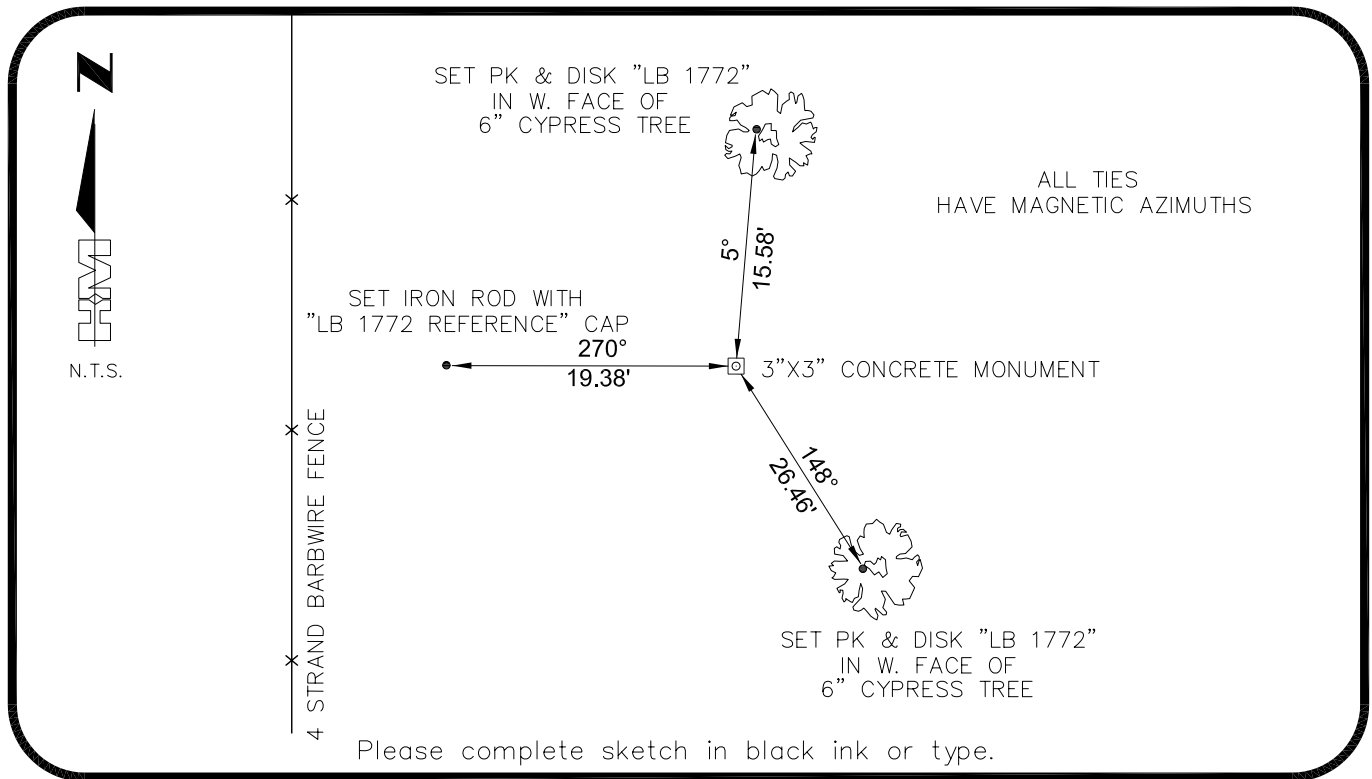 N
SET PK & DISK "LB 1772"
IN W. FACE OF
6" CYPRESS TREE
ALL TIES
HAVE MAGNETIC AZIMUTHS
5°
15.58'
HM
N.T.S.
SET IRON ROD WITH
"LB 1772 REFERENCE" CAP
270°
19.38'
3"X3" CONCRETE MONUMENT
148°
26.46'
4 STRAND BARBWIRE FENCE
SET PK & DISK "LB 1772"
IN W. FACE OF
6" CYPRESS TREE
Please complete sketch in black ink or type.